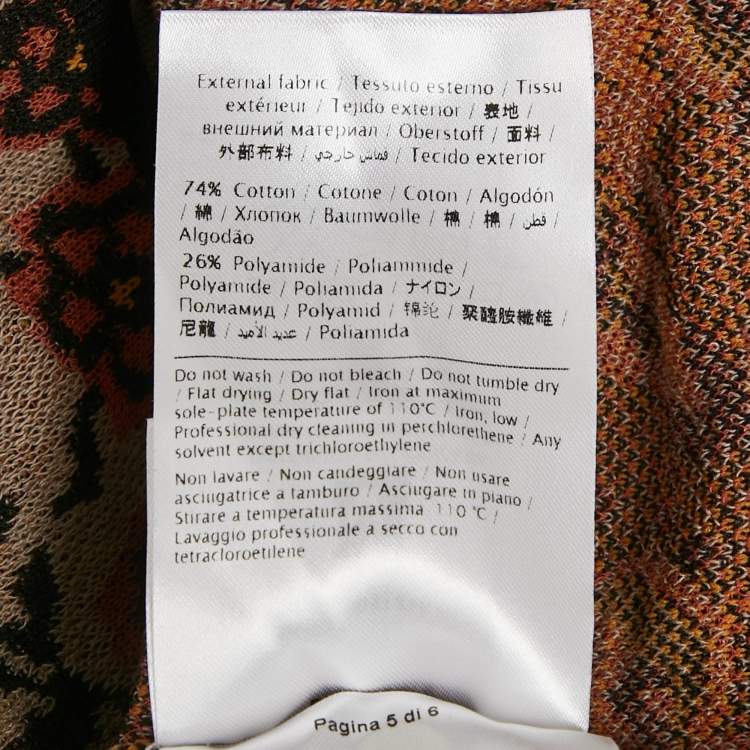 External fabric / Tessuto esterno / Tissu
extérieur / Tejido exterior / 表地 /
внешний материал / Oberstoff / 面料 /
外部布料 / قماش خارجي / Tecido exterior
74% Cotton / Cotone / Coton / Algodón
/ 綿 / Хлопок / Baumwolle / 棉 / 棉 / قطن /
Algodão
26% Polyamide / Poliammide /
Polyamide / Poliamida / ナイロン /
Полиамид / Polyamid / 锦纶 / 聚醯胺纖維 /
尼龍 / عديد الأميد / Poliamida
Do not wash / Do not bleach / Do not tumble dry
/ Flat drying / Dry flat / Iron at maximum
sole-plate temperature of 110°C / Iron, low /
Professional dry cleaning in perchlorethene / Any
solvent except trichloroethylene
Non lavare / Non candeggiare / Non usare
asciugatrice a tamburo / Asciugare in piano /
Stirare a temperatura massima 110 °C /
Lavaggio professionale a secco con
tetracloroetilene
Pagina 5 di 6